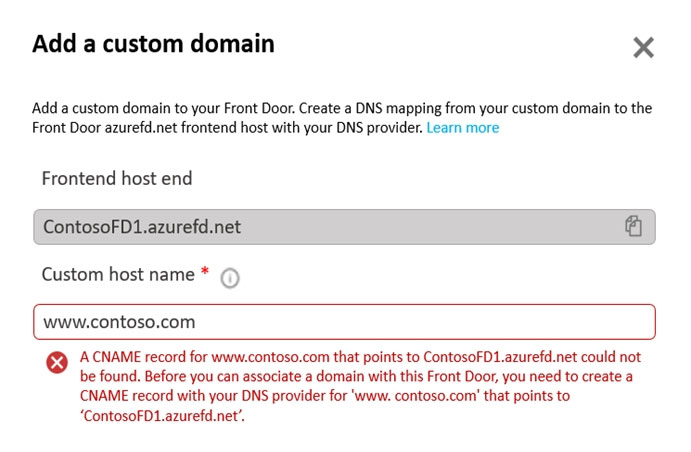 Add a custom domain
Add a custom domain to your Front Door. Create a DNS mapping from your custom domain to the
Front Door azurefd.net frontend host with your DNS provider. Learn more
Frontend host end
ContosoFD1.azurefd.net
Custom host name *
www.contoso.com
A CNAME record for www.contoso.com that points to ContosoFD1.azurefd.net could not
be found. Before you can associate a domain with this Front Door, you need to create a
CNAME record with your DNS provider for 'www. contoso.com' that points to
‘ContosoFD1.azurefd.net’.